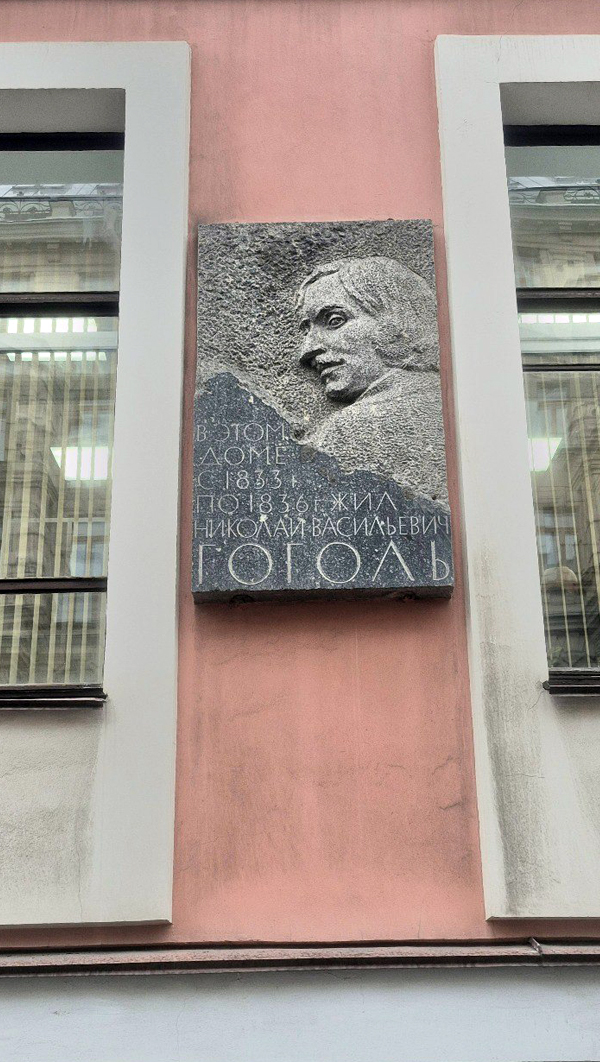 В ЭТОМ
ДОМЕ
С 1833 г.
ПО 1836 г. ЖИЛ
НИКОЛАЙ ВАСИЛЬЕВИЧ
ГОГОЛЬ